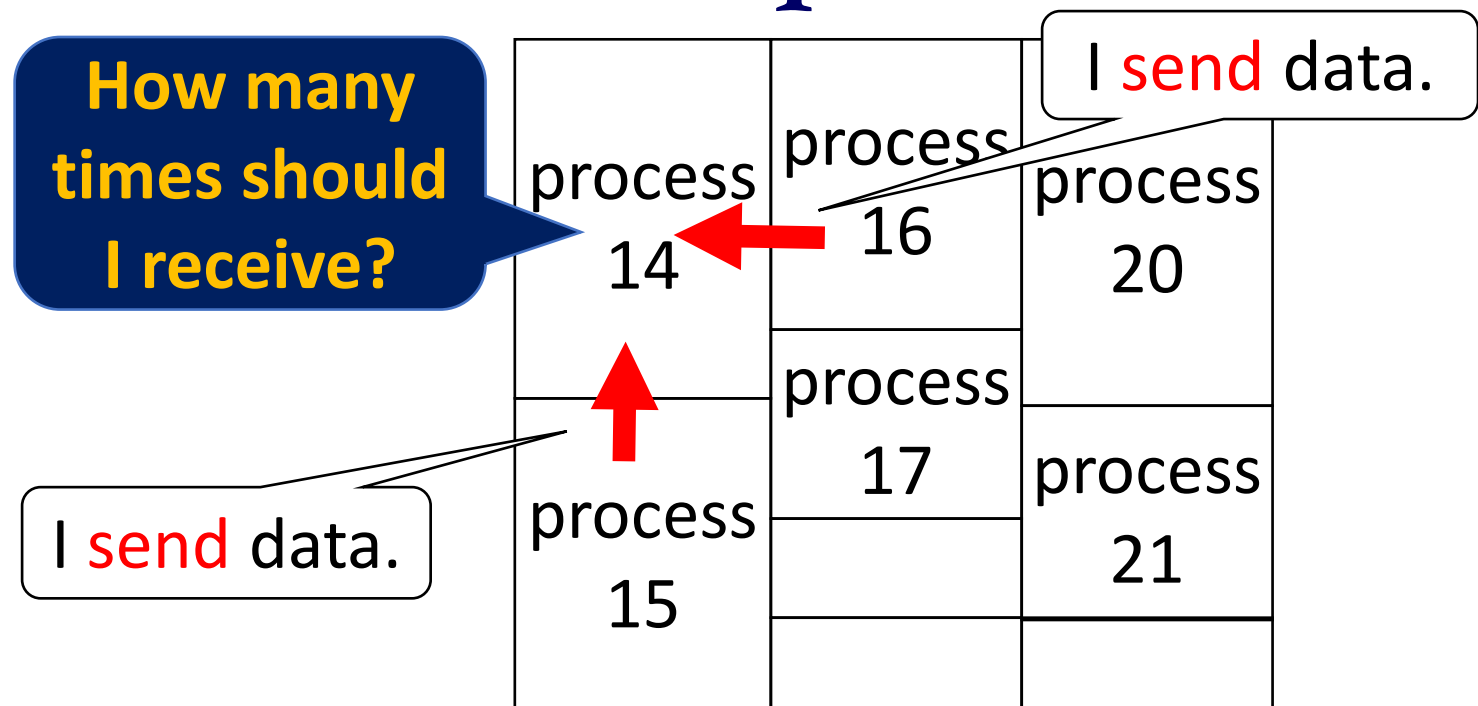 How many
times should
I receive?
I send data.
process
14
process
16
process
20
process
17
process
21
I send data.
process
15